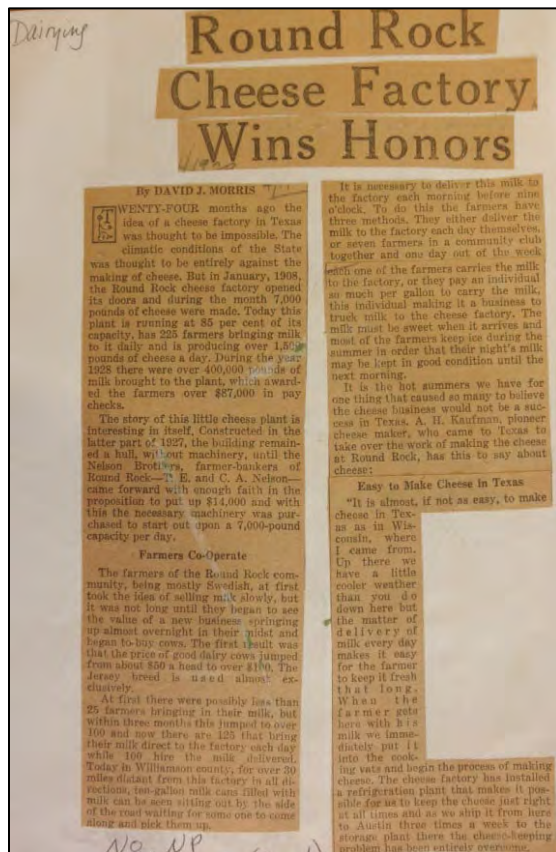 Dairying
Round Rock
Cheese Factory
Wins Honors
By DAVID J. MORRIS
TWENTY-FOUR months ago the
idea of a cheese factory in Texas
was thought to be impossible. The
climatic conditions of the State
was thought to be entirely against the
making of cheese. But in January, 1908,
the Round Rock cheese factory opened
its doors and during the month 7,000
pounds of cheese were made. Today this
plant is running at 85 per cent of its
capacity, has 225 farmers bringing milk
to it daily and is producing over
pounds of cheese a day. During the year
1928 there were over 400,000 pounds of
milk brought to the plant, which award-
ed the farmers over $87,000 in pay
checks.
The story of this little cheese plant is
interesting in itself. Constructed in the
latter part of 1927, the building remain-
ed a hull, without machinery, until the
Nelson Brothers, farmer-bankers of
Round Rock—T. E. and C. A. Nelson—
came forward with enough faith in the
proposition to put up $14,000 and with
this the necessary machinery was pur-
chased to start out upon a 7,000-pound
capacity per day.
Farmers Co-Operate
The farmers of the Round Rock com-
munity, being mostly Swedish, at first
took the idea of selling milk slowly, but
it was not long until they began to see
the value of a new business springing
up almost overnight in their midst and
began to buy cows. The first result was
that the price of good dairy cows jumped
from about $50 a head to over $100. The
Jersey breed is used almost ex-
clusively.
At first there were possibly less than
25 farmers bringing in their milk, but
within three months this jumped to over
100 and now there are 125 that bring
their milk direct to the factory each day
while 100 hire the milk delivered.
Today in Williamson county, for over 30
miles distant from the factory in all di-
rections, ten-gallon milk cans filled with
milk can be seen sitting out by the side
of the road waiting for some one to come
along and pick them up.
No NP
It is necessary to deliver this milk to
the factory each morning before nine
o'clock. To do this the farmers have
three methods. They either deliver the
milk to the factory each day themselves,
or seven farmers in a community club
together and one day out of the week
each one of the farmers carries the milk
to the factory, or they pay an individual
so much per gallon to carry the milk,
this individual making it a business to
truck milk to the cheese factory. The
milk must be sweet when it arrives and
most of the farmers keep ice during the
summer in order that their night's milk
may be kept in good condition until the
next morning.
It is the hot summers we have for
one thing that caused so many to believe
the cheese business would not be a suc-
cess in Texas. A. H. Kaufman, pioneer
cheese maker, who came to Texas to
take over the work of making the cheese
at Round Rock, has this to say about
cheese:
Easy to Make Cheese in Texas
"It is almost, if not as easy, to make
cheese in Tex-
as as in Wis-
consin, where
I came from.
Up there we
have a little
cooler weather
than you do
down here but
the matter of
delivery of
milk every day
makes it easy
for the farmer
to keep it fresh
that long.
When the
farmer gets
here with his
milk we imme-
diately put it
into the cook-
ing vats and begin the process of making
cheese. The cheese factory has installed
a refrigeration plant that makes it pos-
sible for us to keep the cheese just right
at all times and as we ship it from here
to Austin three times a week to the
storage plant there the cheese-keeping
problem has been entirely overcome.